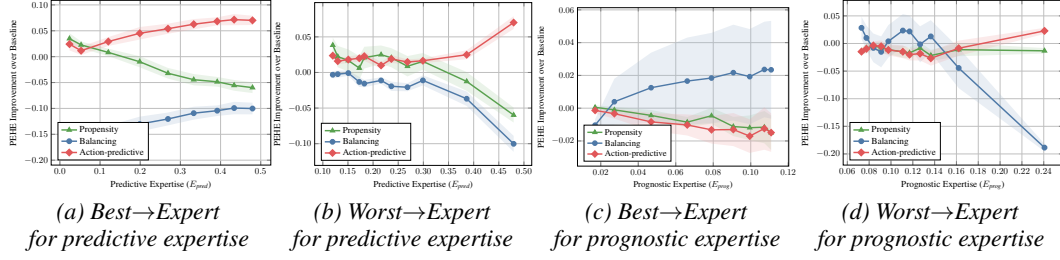 PEHE Improvement over Baseline
0.05
0.00
−0.05
−0.10
−0.15
−0.20
Propensity
Balancing
Action-predictive
0.0 0.1 0.2 0.3 0.4 0.5
Predictive Expertise (E_pred)
(a) Best→Expert
for predictive expertise
PEHE Improvement over Baseline
0.05
0.00
−0.05
−0.10
Propensity
Balancing
Action-predictive
0.10 0.15 0.20 0.25 0.30 0.35 0.40 0.45 0.50
Predictive Expertise (E_pred)
(b) Worst→Expert
for predictive expertise
PEHE Improvement over Baseline
0.06
0.04
0.02
0.00
−0.02
Propensity
Balancing
Action-predictive
0.02 0.04 0.06 0.08 0.10 0.12
Prognostic Expertise (E_prog)
(c) Best→Expert
for prognostic expertise
PEHE Improvement over Baseline
0.05
0.00
−0.05
−0.10
−0.15
−0.20
Propensity
Balancing
Action-predictive
0.06 0.08 0.10 0.12 0.14 0.16 0.18 0.20 0.22 0.24
Prognostic Expertise (E_prog)
(d) Worst→Expert
for prognostic expertise